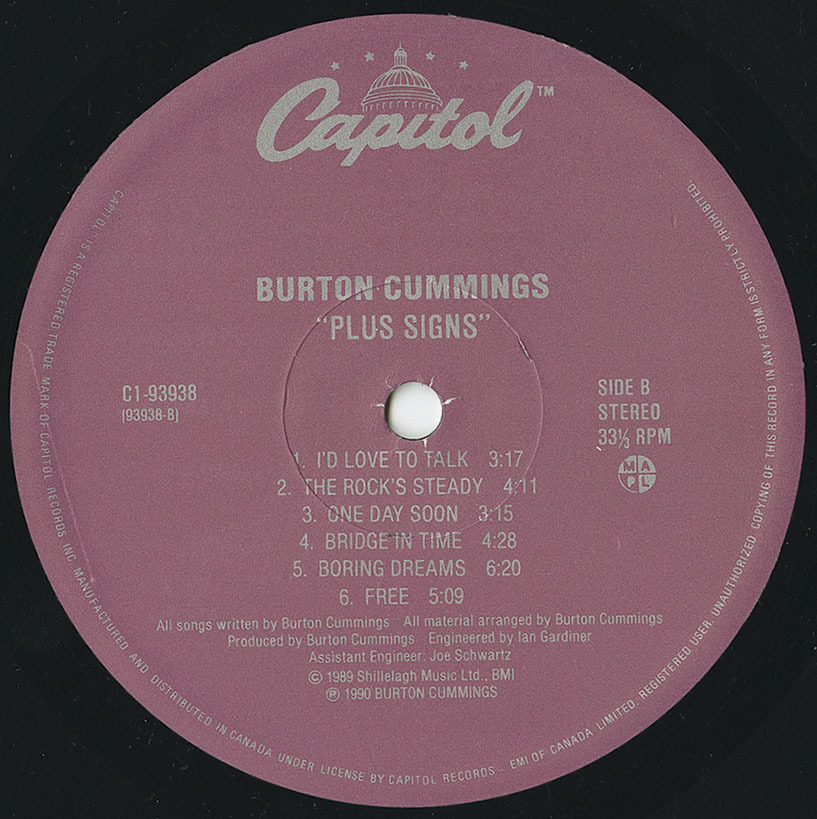 Capitol™
BURTON CUMMINGS
"PLUS SIGNS"
C1-93938
(93938-B)
SIDE B
STEREO
33⅓ RPM
M A
P L
1. I'D LOVE TO TALK 3:17
2. THE ROCK'S STEADY 4:11
3. ONE DAY SOON 3:15
4. BRIDGE IN TIME 4:28
5. BORING DREAMS 6:20
6. FREE 5:09
All songs written by Burton Cummings All material arranged by Burton Cummings
Produced by Burton Cummings Engineered by Ian Gardiner
Assistant Engineer: Joe Schwartz
© 1989 Shillelagh Music Ltd., BMI
℗ 1990 BURTON CUMMINGS
"CAPITOL" IS A REGISTERED TRADE MARK OF CAPITOL RECORDS INC. MANUFACTURED AND DISTRIBUTED IN CANADA UNDER LICENSE BY CAPITOL RECORDS – EMI OF CANADA LIMITED. REGISTERED USER. UNAUTHORIZED COPYING OF THIS RECORD IN ANY FORM IS STRICTLY PROHIBITED.